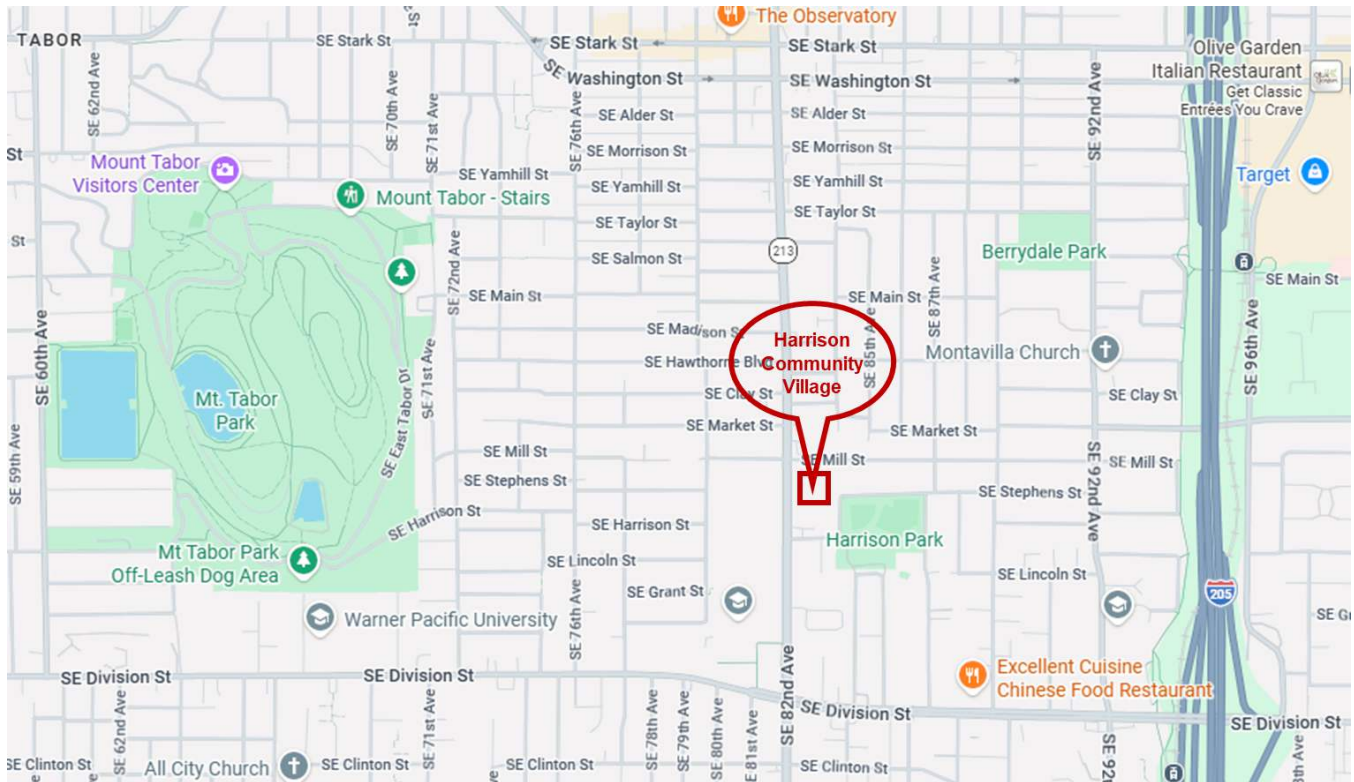 The Observatory
TABOR
SE Stark St
SE Stark St
SE Stark St
SE 62nd Ave
SE 70th Ave
SE 71st Ave
SE 76th Ave
SE 92nd Ave
SE Washington St
SE Washington St
Olive Garden
Italian Restaurant
Get Classic
Entrées You Crave
SE Alder St
SE Alder St
St
SE Morrison St
SE Morrison St
Mount Tabor
Visitors Center
SE Yamhill St
SE Yamhill St
SE Yamhill St
Target
Mount Tabor - Stairs
SE Taylor St
SE Taylor St
St
SE 72nd Ave
213
SE 87th Ave
Berrydale Park
SE Salmon St
SE Main St
SE Main St
SE Main St
SE 60th Ave
SE Madison St
Harrison
Community
Village
SE 85th Ave
SE Hawthorne Blvd
Montavilla Church
SE 96th Ave
SE 71st Ave
SE East Tabor Dr
Mt. Tabor
Park
SE Clay St
SE Clay St
SE Market St
SE Market St
SE 59th Ave
SE Mill St
SE Mill St
SE Mill St
SE Stephens St
SE Stephens St
SE 92nd Ave
SE Harrison St
SE Harrison St
Harrison Park
Mt Tabor Park
Off-Leash Dog Area
SE Lincoln St
SE Lincoln St
SE Grant St
205
SE Gr
Warner Pacific University
SE 76th Ave
SE 82nd Ave
SE Division St
SE Division St
Excellent Cuisine
Chinese Food Restaurant
SE Division St
SE Division St
SE 62nd Ave
SE 71st Ave
SE 78th Ave
SE 79th Ave
SE 80th Ave
E 81st Ave
SE 92
8th Ave
SE Clinton St
All City Church
SE Clinton St
SE Clinton St
SE Clinton St